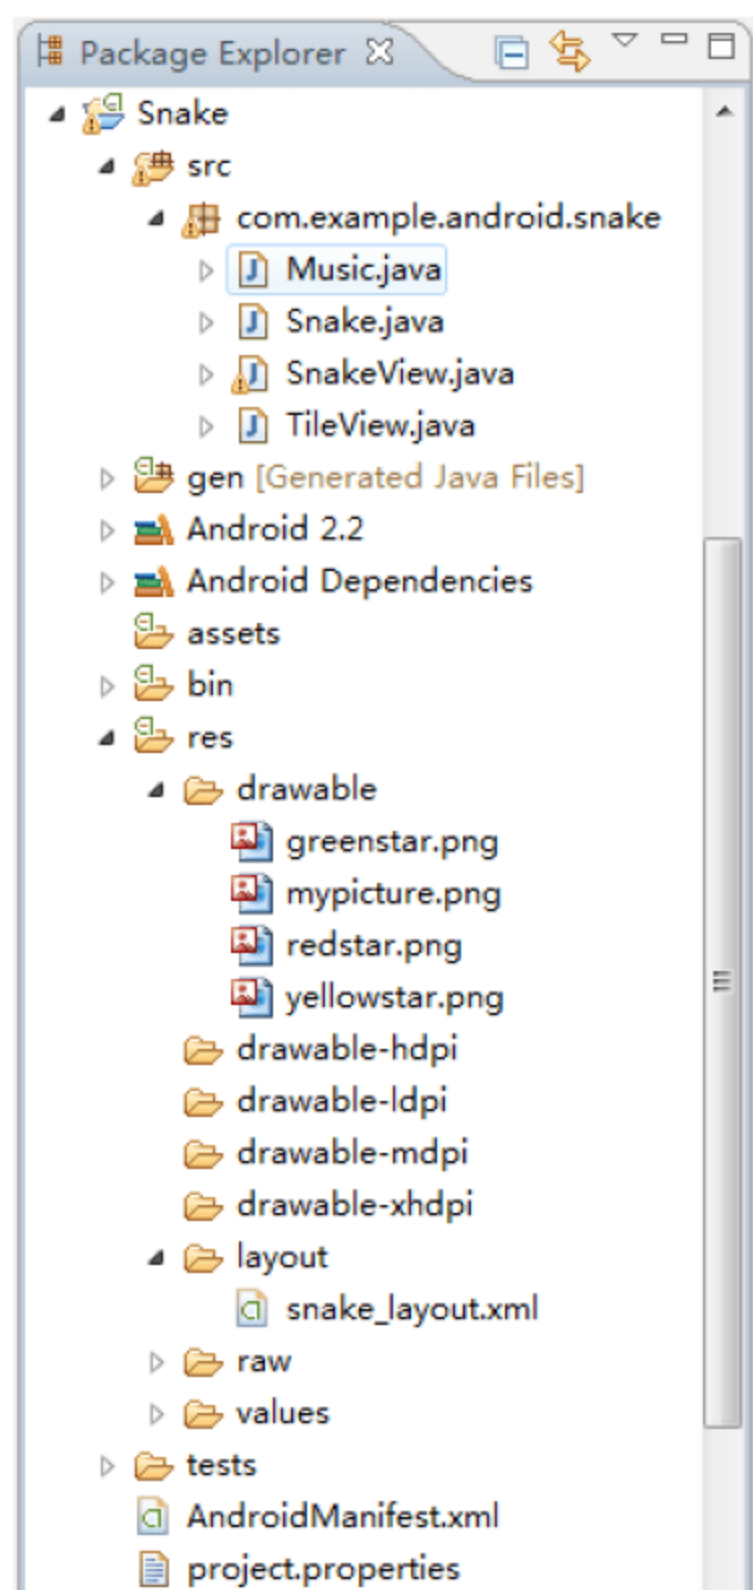 Package Explorer
Snake
src
com.example.android.snake
Music.java
Snake.java
SnakeView.java
TileView.java
gen [Generated Java Files]
Android 2.2
Android Dependencies
assets
bin
res
drawable
greenstar.png
mypicture.png
redstar.png
yellowstar.png
drawable-hdpi
drawable-ldpi
drawable-mdpi
drawable-xhdpi
layout
snake_layout.xml
raw
values
tests
AndroidManifest.xml
project.properties